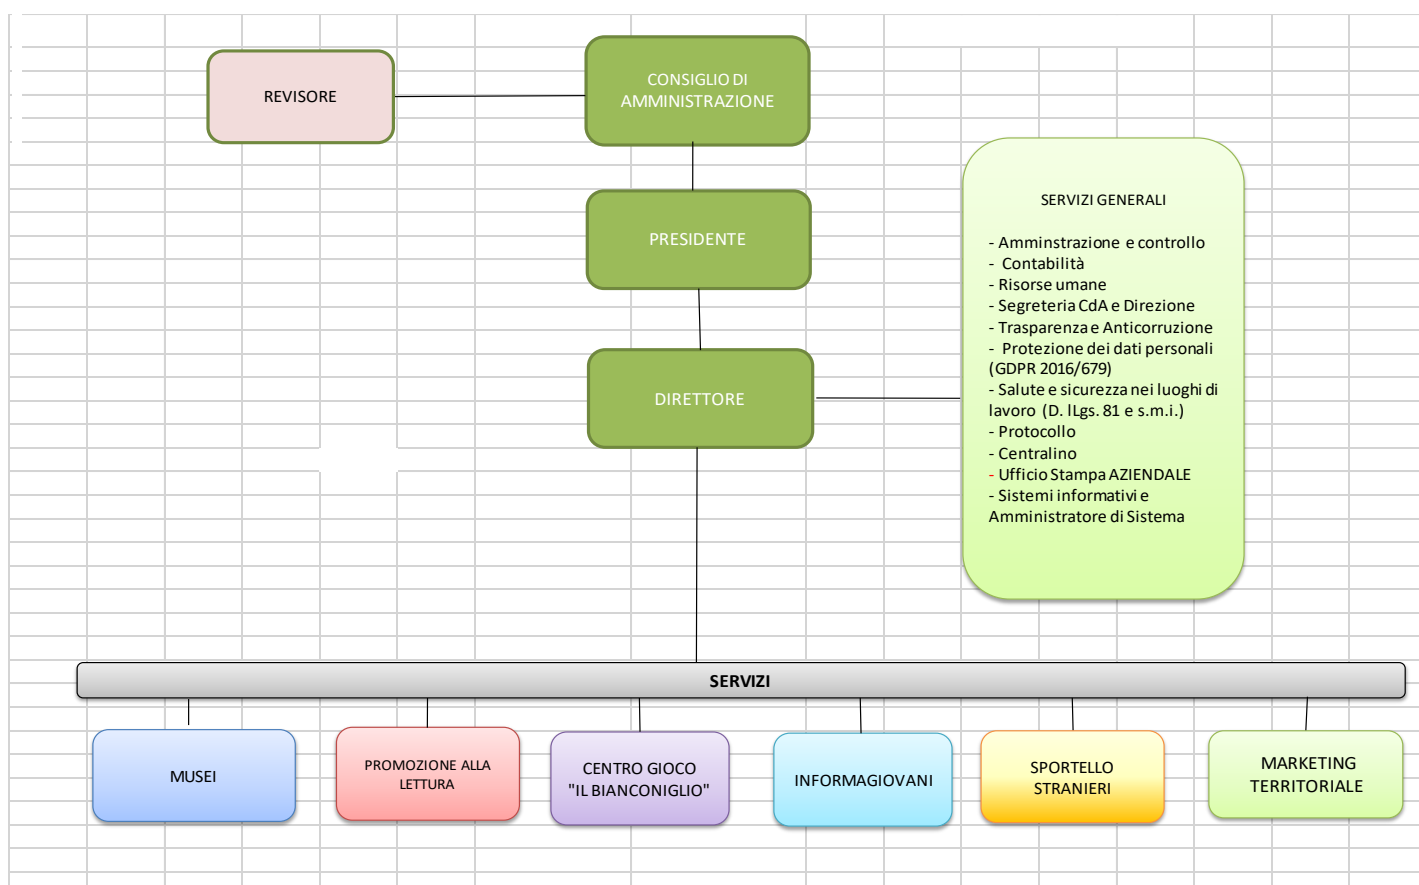 REVISORE
CONSIGLIO DI
AMMINISTRAZIONE
PRESIDENTE
DIRETTORE
SERVIZI GENERALI
- Amminstrazione e controllo
- Contabilità
- Risorse umane
- Segreteria CdA e Direzione
- Trasparenza e Anticorruzione
- Protezione dei dati personali
(GDPR 2016/679)
- Salute e sicurezza nei luoghi di
lavoro (D. lLgs. 81 e s.m.i.)
- Protocollo
- Centralino
- Ufficio Stampa AZIENDALE
- Sistemi informativi e
Amministratore di Sistema
SERVIZI
MUSEI
PROMOZIONE ALLA
LETTURA
CENTRO GIOCO
"IL BIANCONIGLIO"
INFORMAGIOVANI
SPORTELLO
STRANIERI
MARKETING
TERRITORIALE